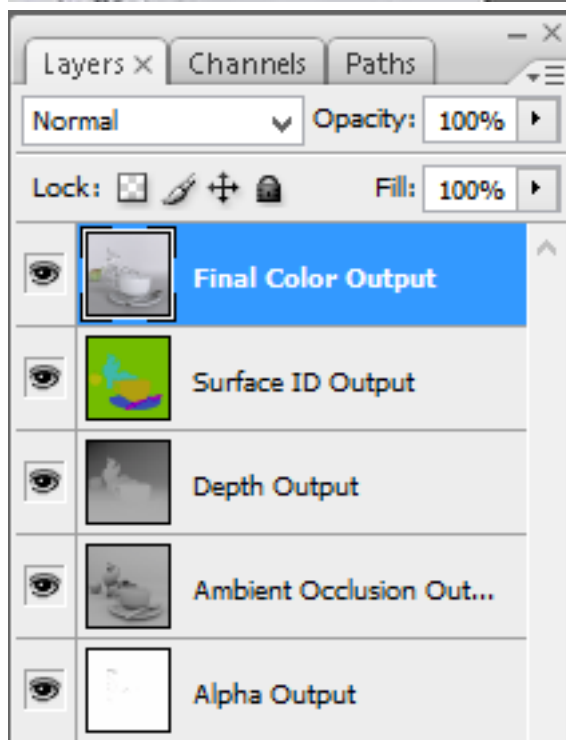 Layers Channels Paths
Normal Opacity: 100%
Lock: Fill: 100%
Final Color Output
Surface ID Output
Depth Output
Ambient Occlusion Out...
Alpha Output